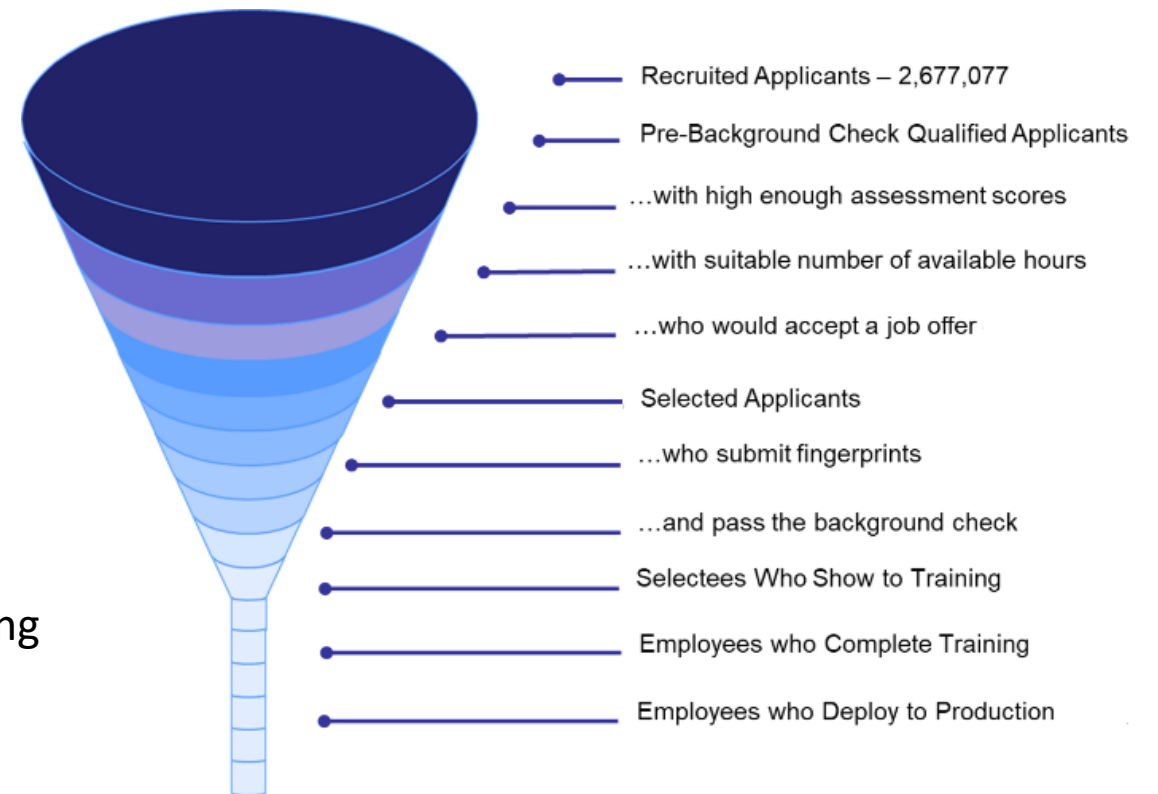 Recruited Applicants – 2,677,077
Pre-Background Check Qualified Applicants
…with high enough assessment scores
…with suitable number of available hours
…who would accept a job offer
Selected Applicants
…who submit fingerprints
…and pass the background check
Selectees Who Show to Training
ng
Employees who Complete Training
Employees who Deploy to Production